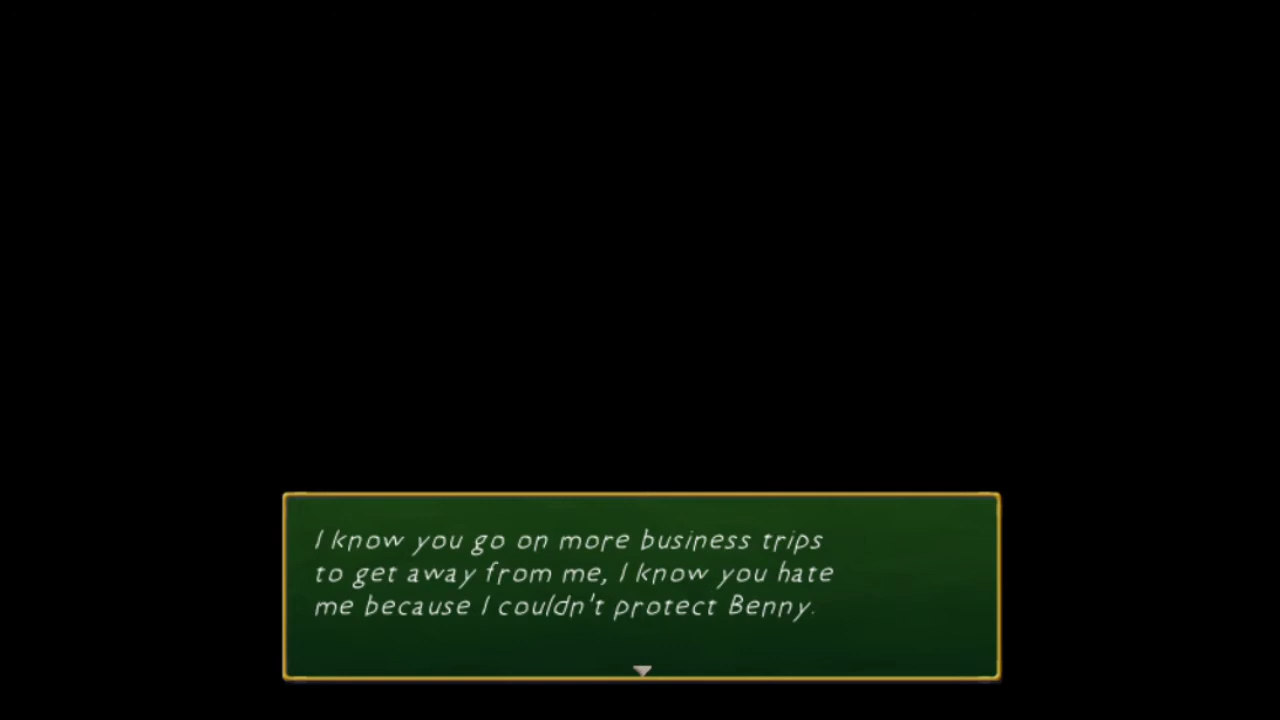 I know you go on more business trips
to get away from me, I know you hate
me because I couldn't protect Benny.